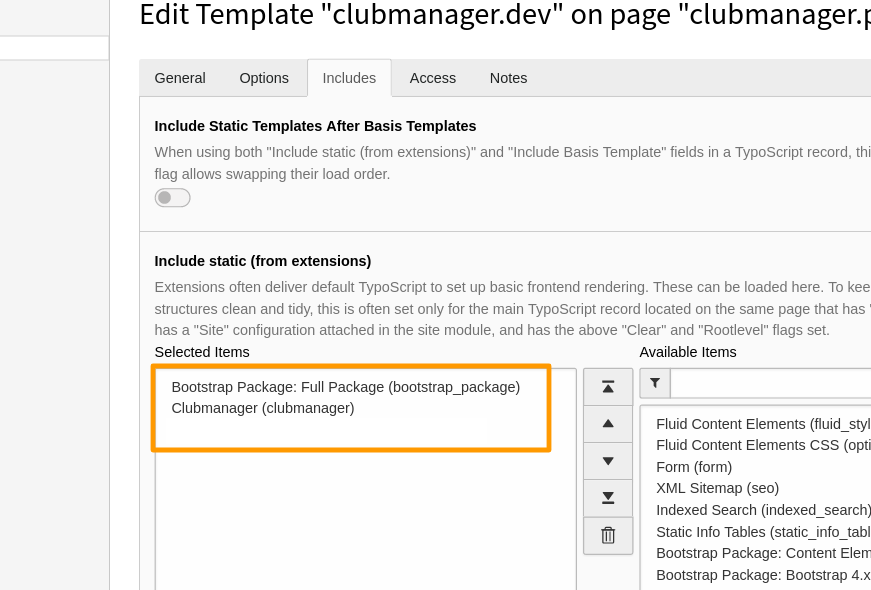 Edit Template "clubmanager.dev" on page "clubmanager.p
General Options Includes Access Notes
Include Static Templates After Basis Templates
When using both "Include static (from extensions)" and "Include Basis Template" fields in a TypoScript record, thi
flag allows swapping their load order.
Include static (from extensions)
Extensions often deliver default TypoScript to set up basic frontend rendering. These can be loaded here. To kee
structures clean and tidy, this is often set only for the main TypoScript record located on the same page that has "
has a "Site" configuration attached in the site module, and has the above "Clear" and "Rootlevel" flags set.
Selected Items
Bootstrap Package: Full Package (bootstrap_package)
Clubmanager (clubmanager)
Available Items
Fluid Content Elements (fluid_styl
Fluid Content Elements CSS (opti
Form (form)
XML Sitemap (seo)
Indexed Search (indexed_search)
Static Info Tables (static_info_tabl
Bootstrap Package: Content Elem
Bootstrap Package: Bootstrap 4.x